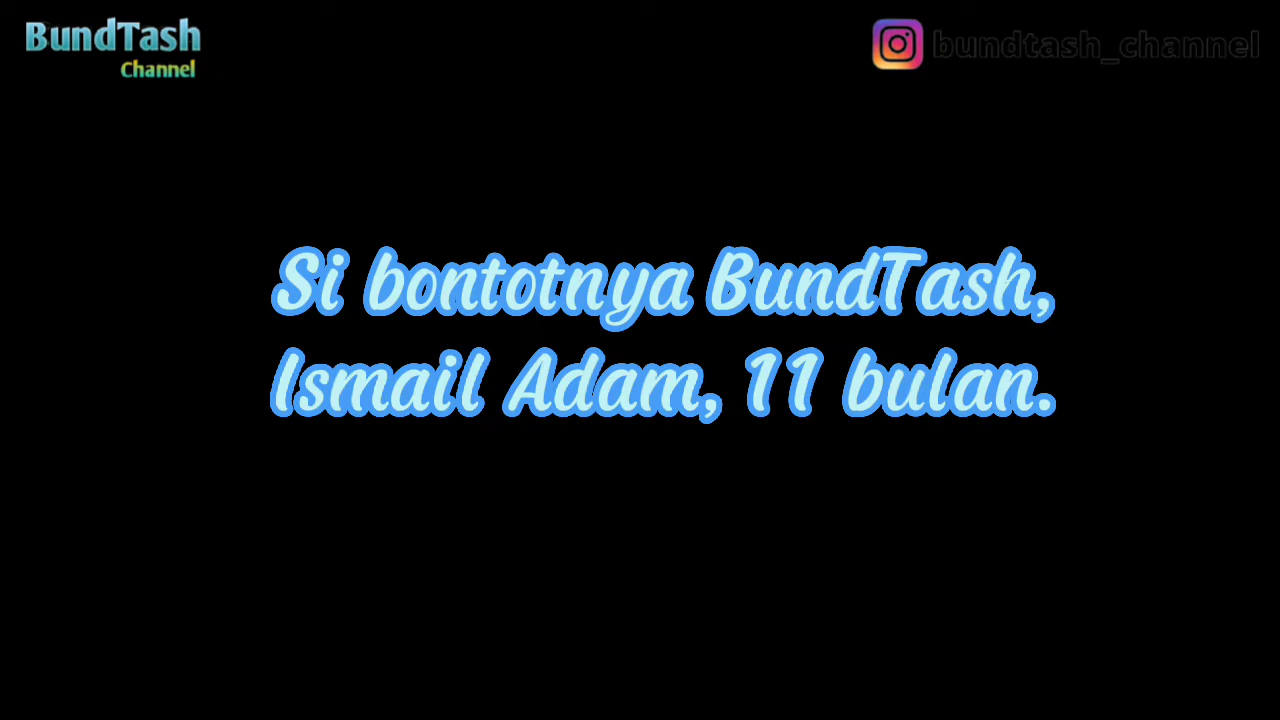 BundTash
Channel
bundtash_channel
Si bontotnya BundTash,
Ismail Adam, 11 bulan.